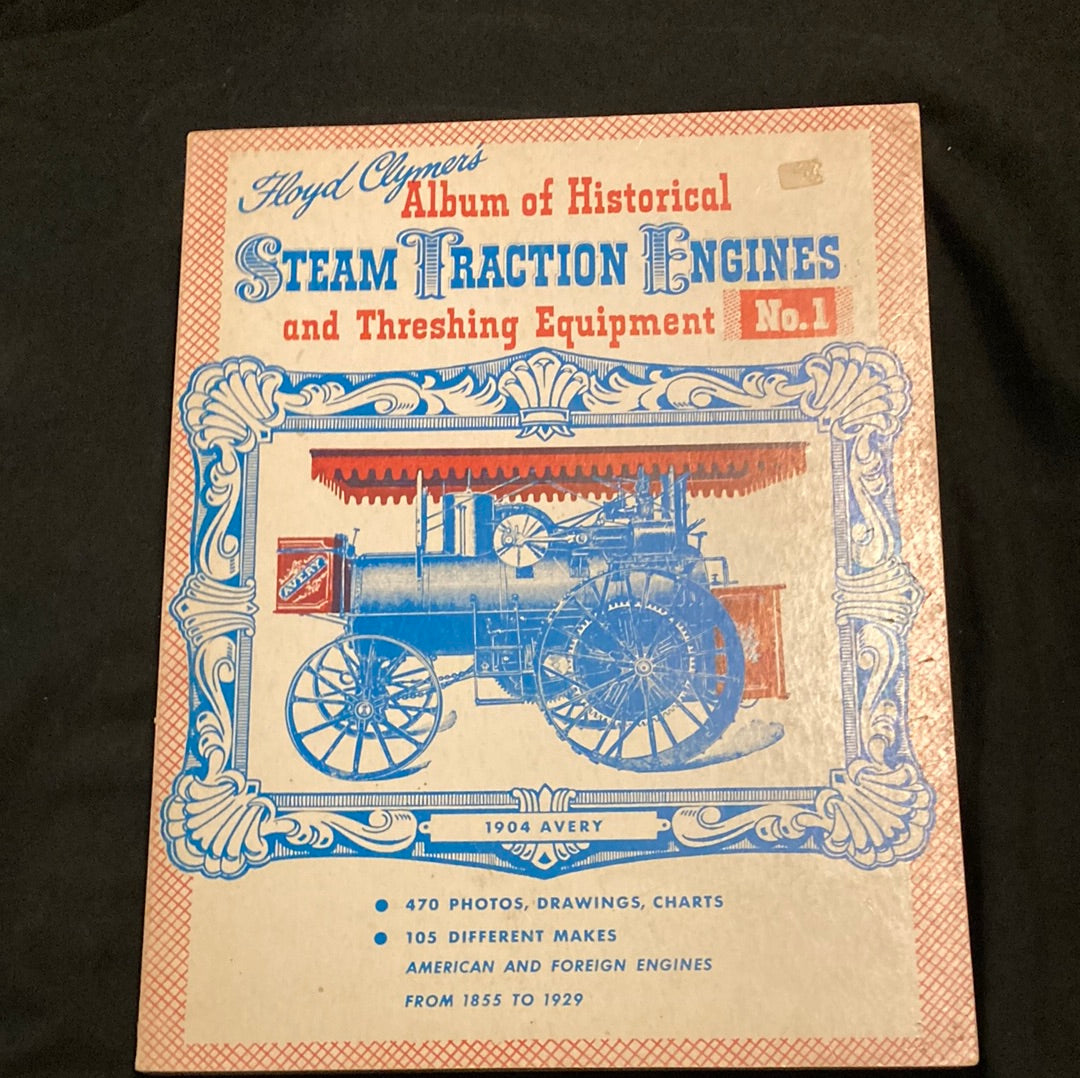 Floyd Clymer's
Album of Historical
STEAM TRACTION ENGINES
and Threshing Equipment No. 1
AVERY
1904 AVERY
● 470 PHOTOS, DRAWINGS, CHARTS
● 105 DIFFERENT MAKES
AMERICAN AND FOREIGN ENGINES
FROM 1855 TO 1929